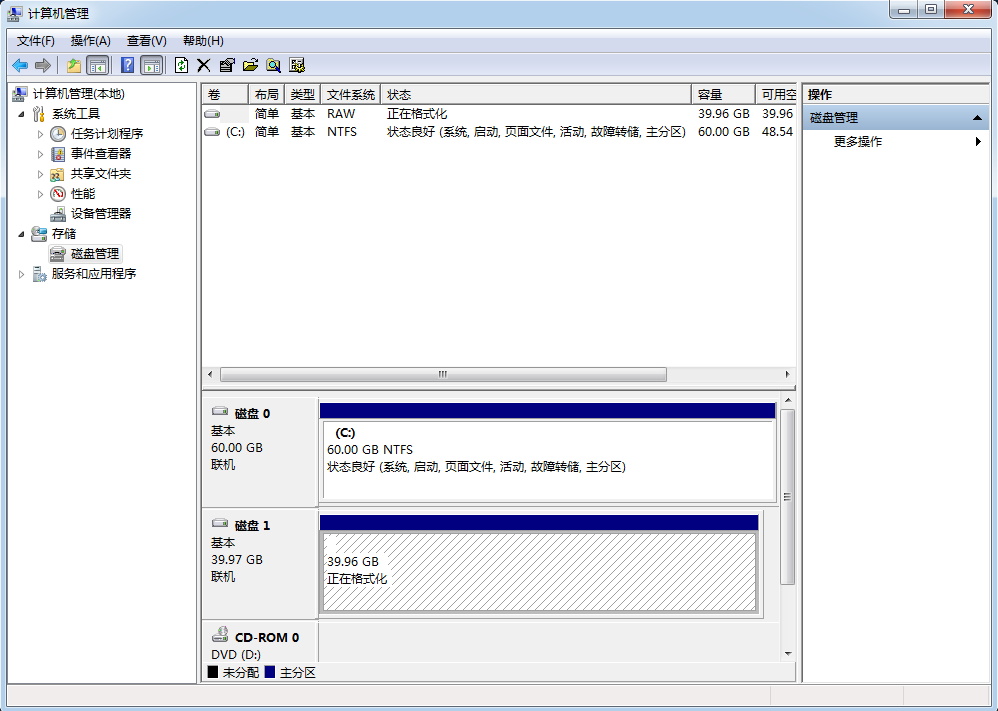 计算机管理
文件(F) 操作(A) 查看(V) 帮助(H)
计算机管理(本地)
系统工具
任务计划程序
事件查看器
共享文件夹
性能
设备管理器
存储
磁盘管理
服务和应用程序
卷 布局 类型 文件系统 状态 容量 可用空
简单 基本 RAW 正在格式化 39.96 GB 39.96
(C:) 简单 基本 NTFS 状态良好 (系统, 启动, 页面文件, 活动, 故障转储, 主分区) 60.00 GB 48.54
磁盘 0
基本
60.00 GB
联机
(C:)
60.00 GB NTFS
状态良好 (系统, 启动, 页面文件, 活动, 故障转储, 主分区)
磁盘 1
基本
39.97 GB
联机
39.96 GB
正在格式化
CD-ROM 0
DVD (D:)
未分配 主分区
操作
磁盘管理
更多操作